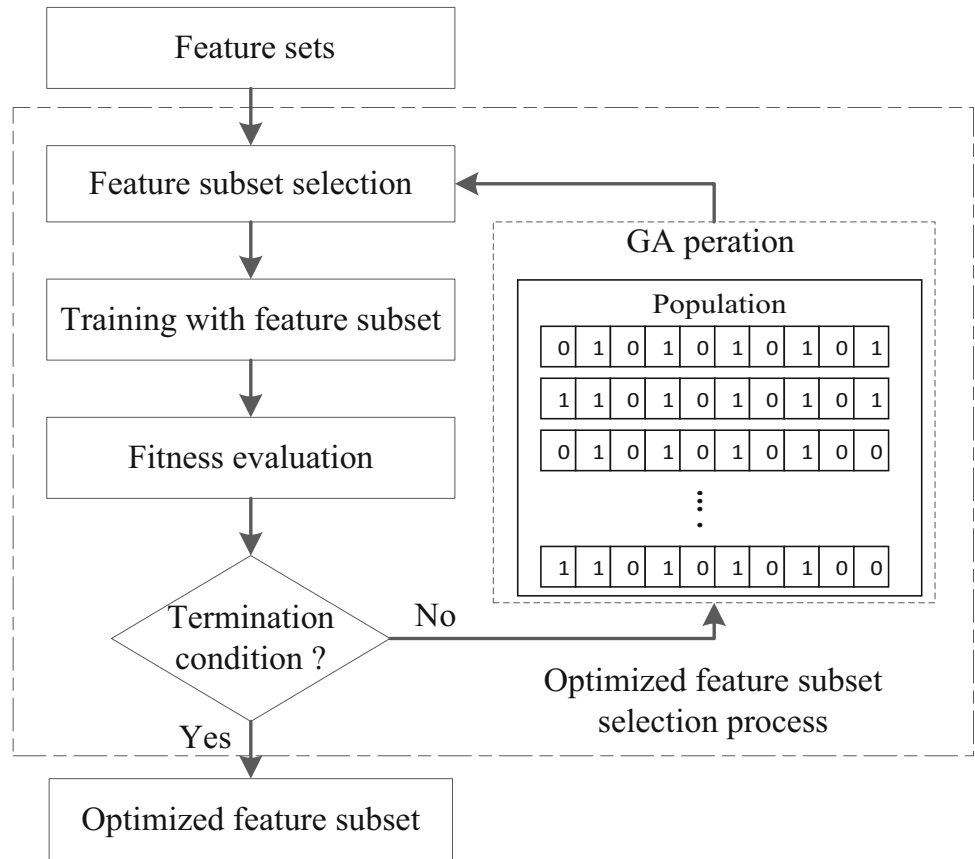 Feature sets
Feature subset selection
Training with feature subset
Fitness evaluation
Termination
condition ?
No
Yes
Optimized feature subset
GA peration
Population
0 1 0 1 0 1 0 1 0 1
1 1 0 1 0 1 0 1 0 1
0 1 0 1 0 1 0 1 0 0
1 1 0 1 0 1 0 1 0 0
Optimized feature subset
selection process